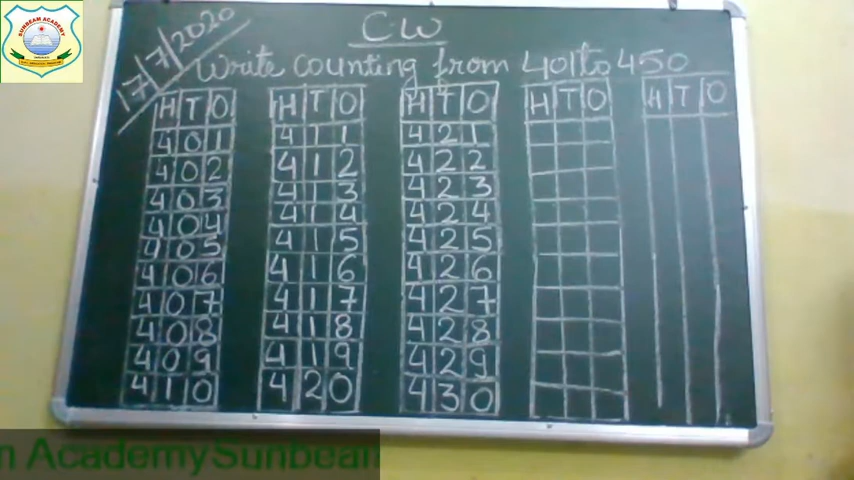 SUNBEAM ACADEMY
17/7/2020
CW
Write counting from 401 to 450
H T O H T O H T O H T O H T O
4 0 1 4 1 1 4 2 1
4 0 2 4 1 2 4 2 2
4 0 3 4 1 3 4 2 3
4 0 4 4 1 4 4 2 4
4 0 5 4 1 5 4 2 5
4 0 6 4 1 6 4 2 6
4 0 7 4 1 7 4 2 7
4 0 8 4 1 8 4 2 8
4 0 9 4 1 9 4 2 9
4 1 0 4 2 0 4 3 0
m AcademySunbeam